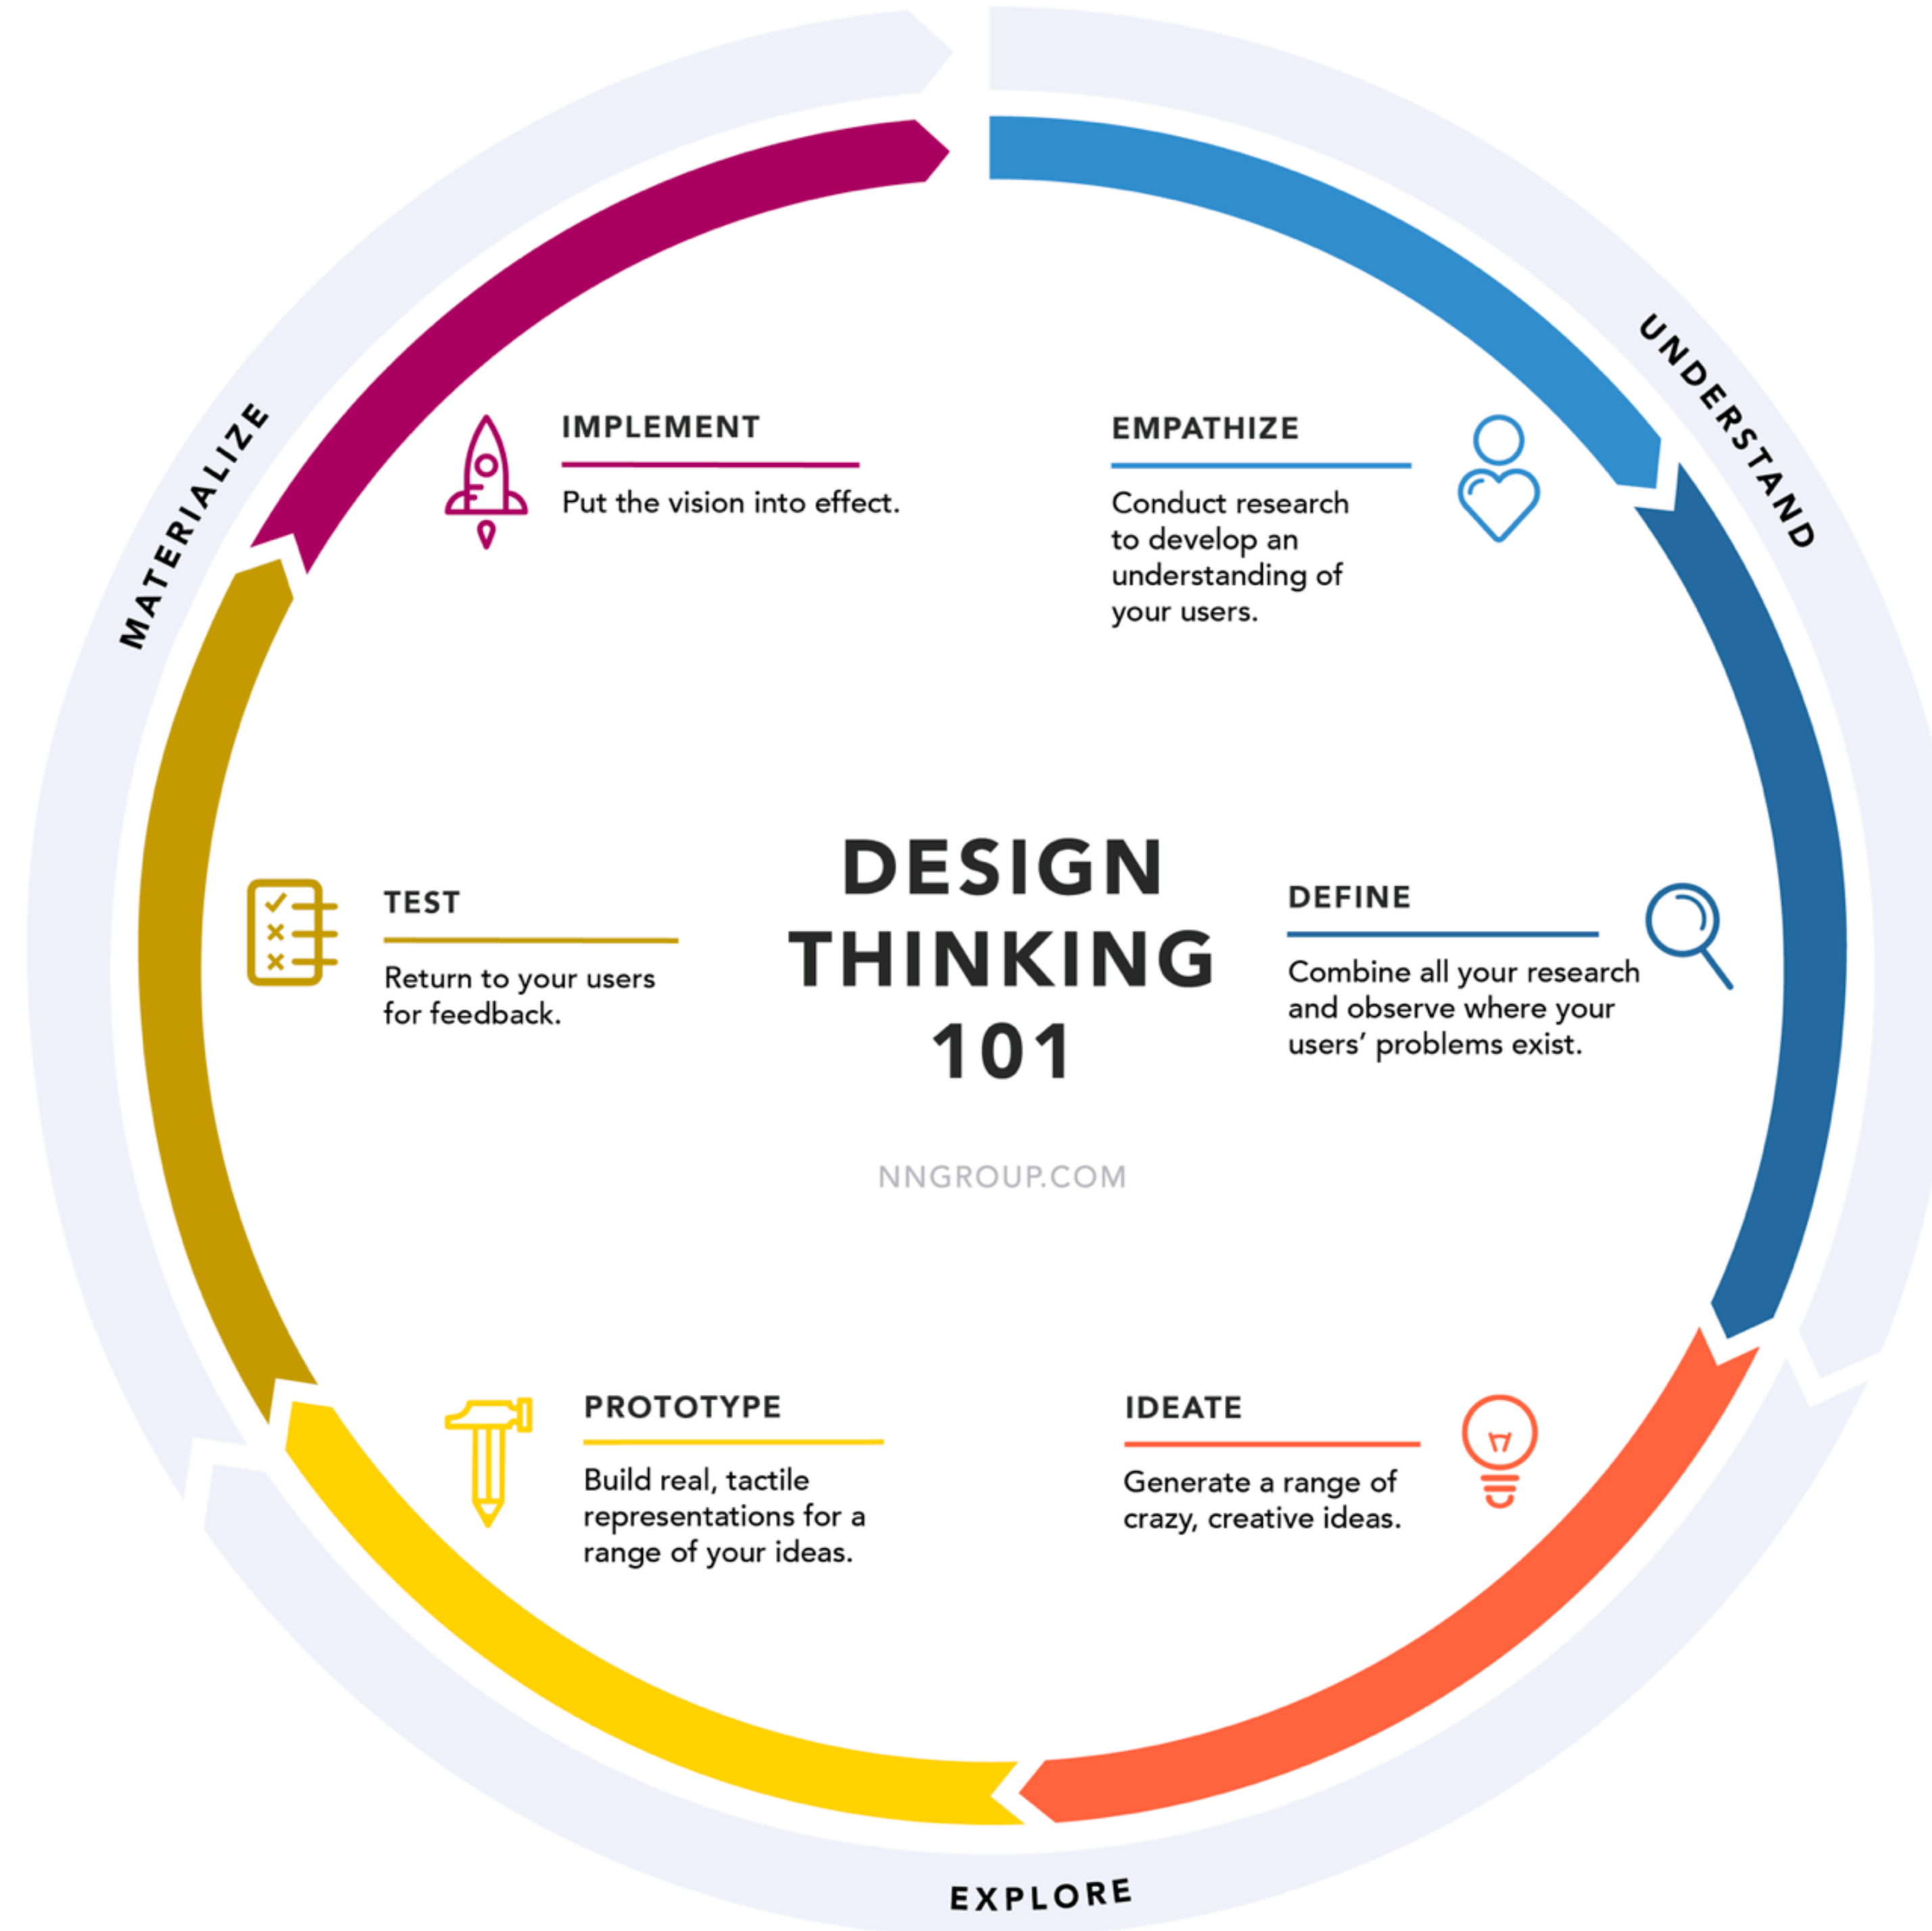 UNDERSTAND
EMPATHIZE
Conduct research
to develop an
understanding of
your users.
DEFINE
Combine all your research
and observe where your
users’ problems exist.
EXPLORE
IDEATE
Generate a range of
crazy, creative ideas.
PROTOTYPE
Build real, tactile
representations for a
range of your ideas.
MATERIALIZE
TEST
Return to your users
for feedback.
IMPLEMENT
Put the vision into effect.
DESIGN
THINKING
101
NNGROUP.COM